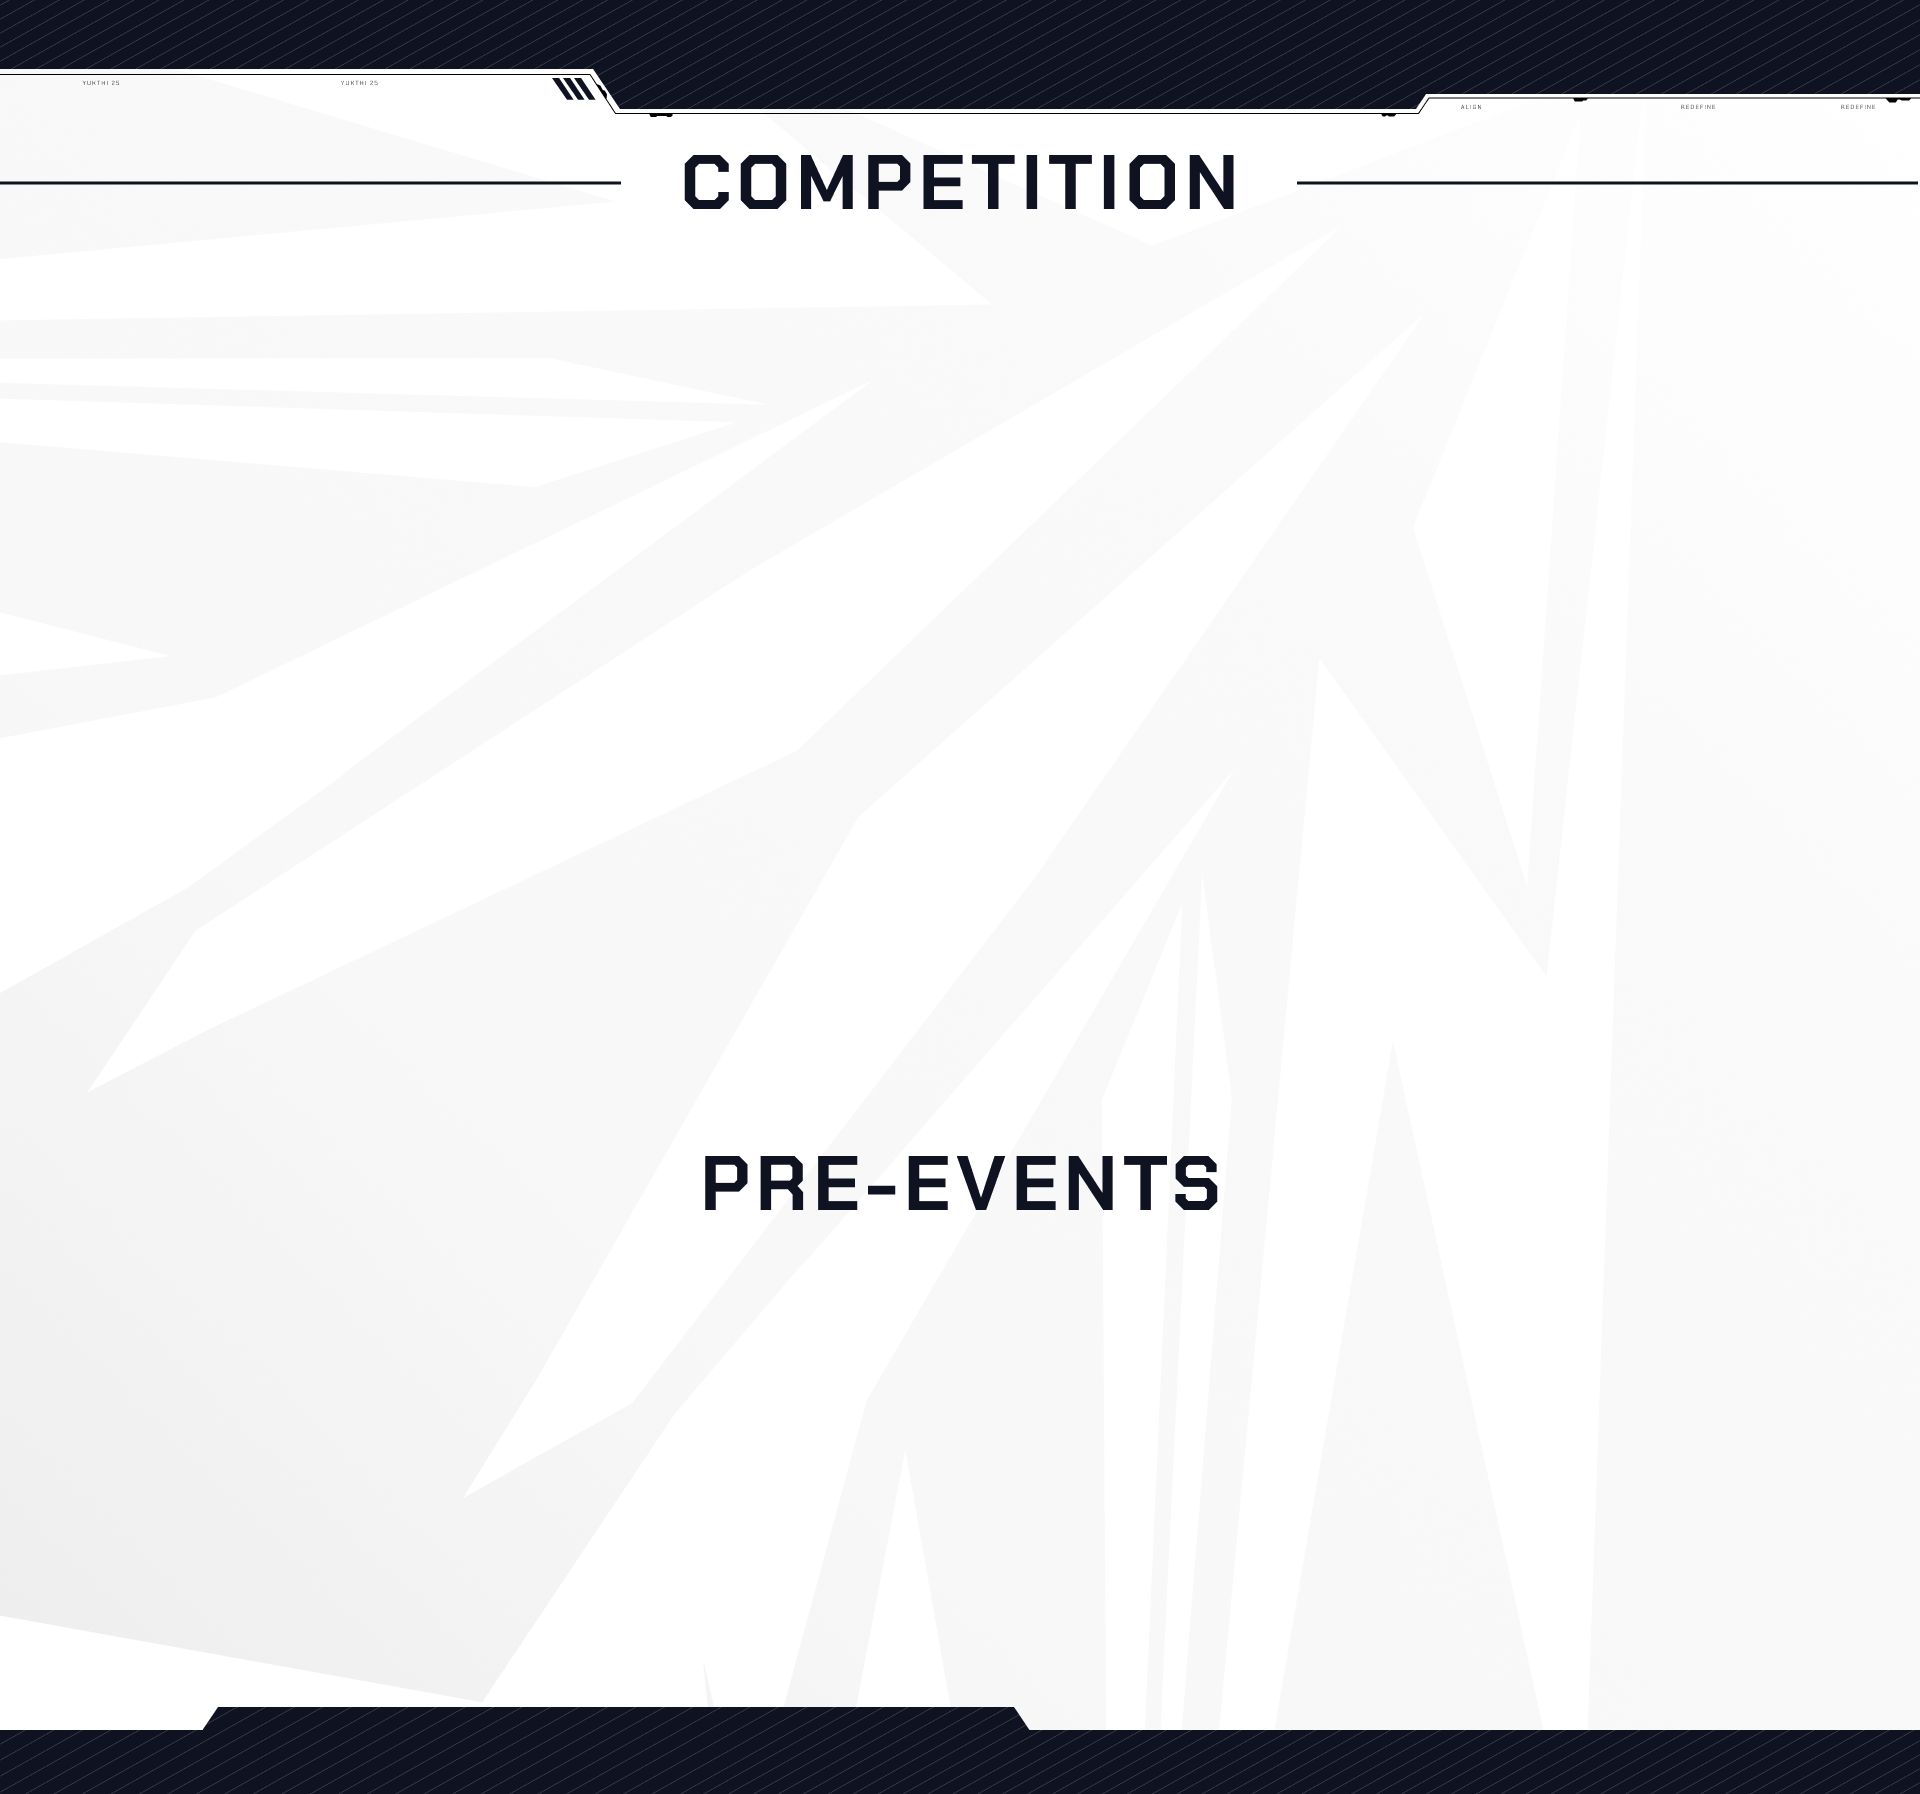 YUKTHI 25
YUKTHI 25
ALIGN
REDEFINE
REDEFINE
COMPETITION
PRE-EVENTS